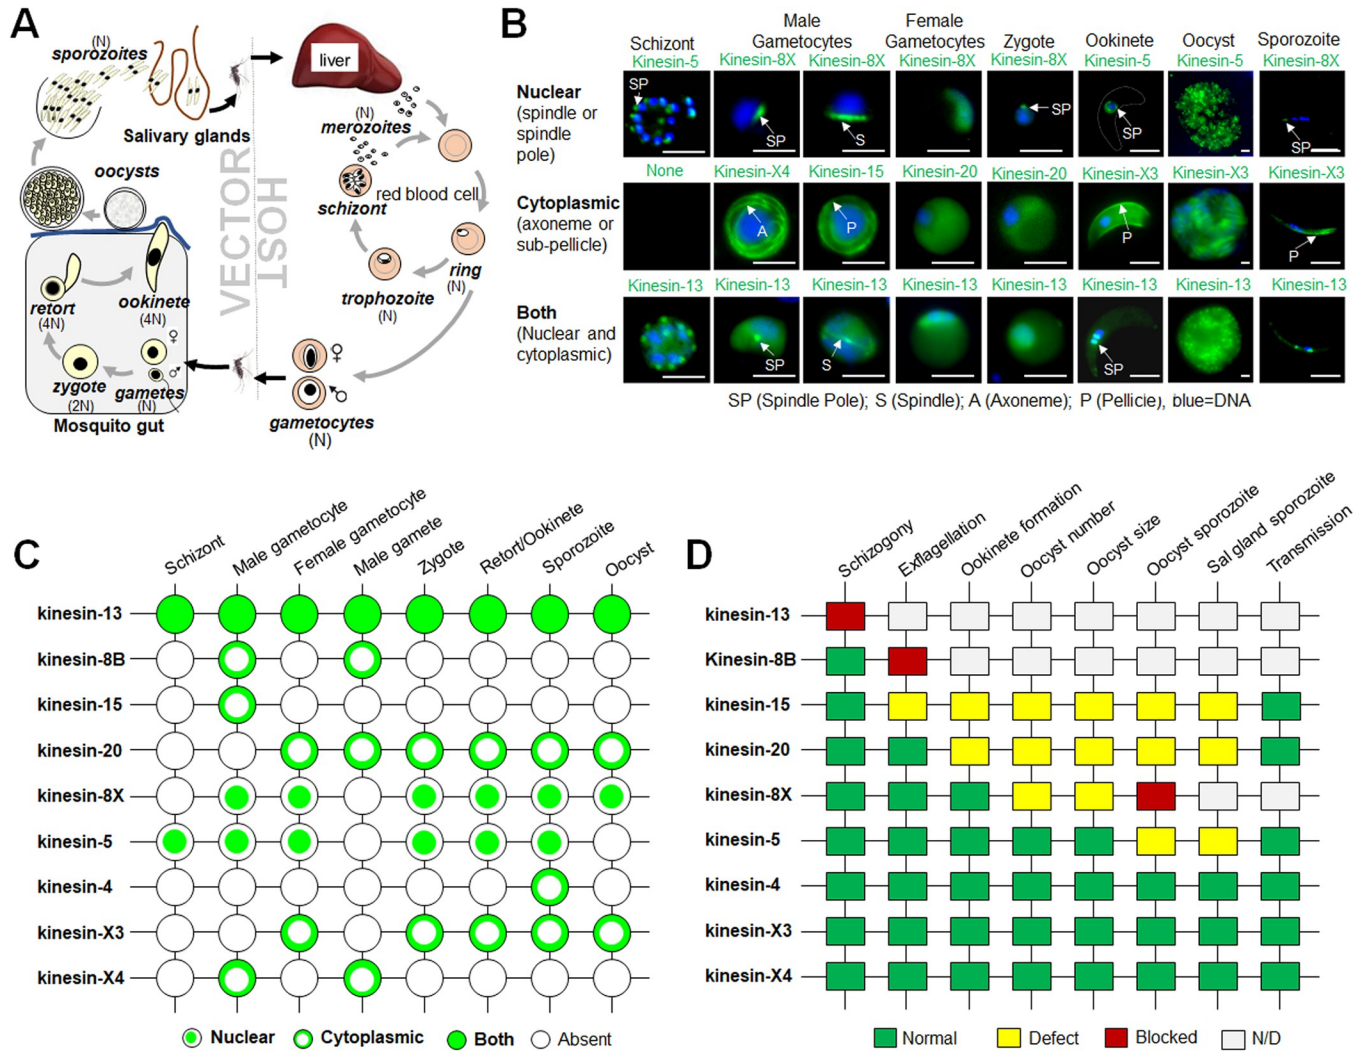 A
(N)
sporozoites
Salivary glands
liver
(N)
merozoites
oocysts
VECTOR
HOST
schizont
red blood cell
ring
(N)
trophozoite
(N)
retort
(4N)
ookinete
(4N)
♀
♂
zygote
(2N)
gametes
(N)
Mosquito gut
♀
♂
gametocytes
(N)
B
Schizont
Male
Gametocytes
Female
Gametocytes
Zygote
Ookinete
Oocyst
Sporozoite
Kinesin-5 Kinesin-8X Kinesin-8X Kinesin-8X Kinesin-8X Kinesin-5 Kinesin-5 Kinesin-8X
Nuclear
(spindle or
spindle
pole)
SP SP S SP SP SP
None Kinesin-X4 Kinesin-15 Kinesin-20 Kinesin-20 Kinesin-X3 Kinesin-X3 Kinesin-X3
Cytoplasmic
(axoneme or
sub-pellicle)
A P P P
Kinesin-13 Kinesin-13 Kinesin-13 Kinesin-13 Kinesin-13 Kinesin-13 Kinesin-13 Kinesin-13
Both
(Nuclear and
cytoplasmic)
SP S SP
SP (Spindle Pole); S (Spindle); A (Axoneme); P (Pellicle), blue=DNA
C
Schizont
Male gametocyte
Female gametocyte
Male gamete
Zygote
Retort/Ookinete
Sporozoite
Oocyst
kinesin-13
kinesin-8B
kinesin-15
kinesin-20
kinesin-8X
kinesin-5
kinesin-4
kinesin-X3
kinesin-X4
Nuclear Cytoplasmic Both Absent
D
Schizogony
Exflagellation
Ookinete formation
Oocyst number
Oocyst size
Oocyst sporozoite
Sal gland sporozoite
Transmission
kinesin-13
Kinesin-8B
kinesin-15
kinesin-20
kinesin-8X
kinesin-5
kinesin-4
kinesin-X3
kinesin-X4
Normal Defect Blocked N/D